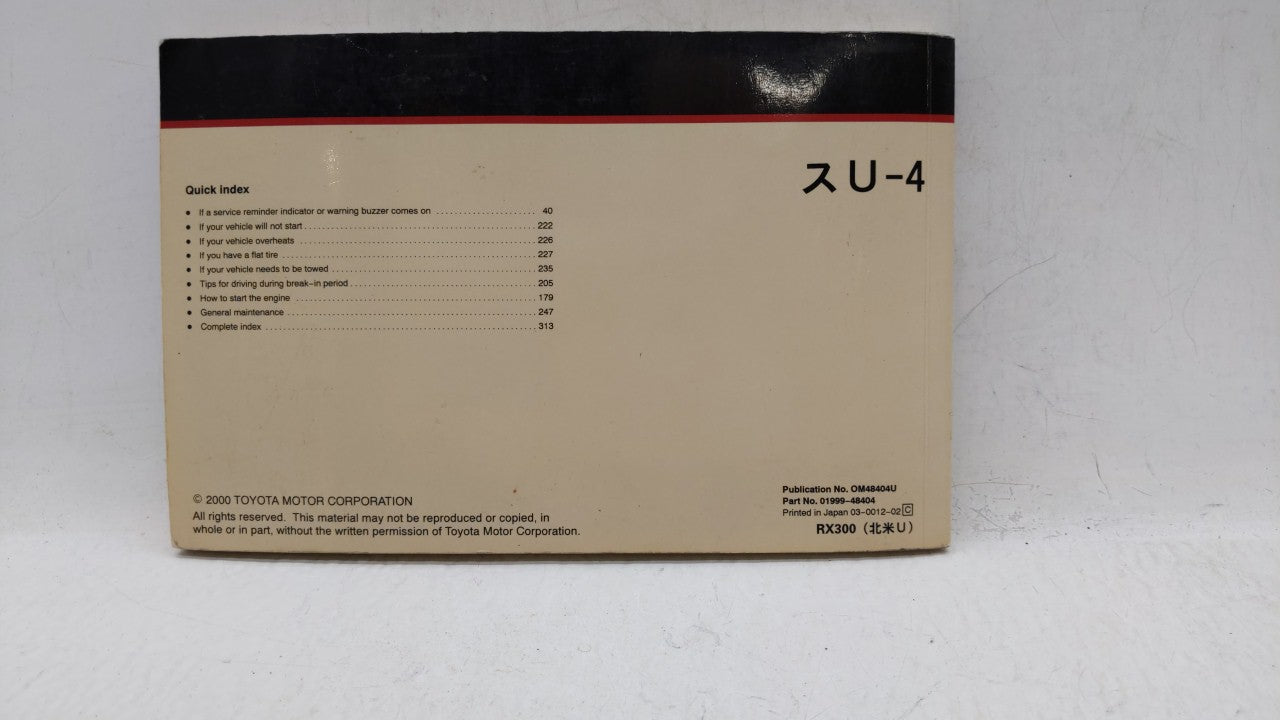 スU-4
Quick index
● If a service reminder indicator or warning buzzer comes on ....................... 40
● If your vehicle will not start ....................... 222
● If your vehicle overheats ....................... 226
● If you have a flat tire ....................... 227
● If your vehicle needs to be towed ....................... 235
● Tips for driving during break-in period ....................... 205
● How to start the engine ....................... 179
● General maintenance ....................... 247
● Complete index ....................... 313
© 2000 TOYOTA MOTOR CORPORATION
All rights reserved. This material may not be reproduced or copied, in
whole or in part, without the written permission of Toyota Motor Corporation.
Publication No. OM48404U
Part No. 01999-48404
Printed in Japan 03-0012-02 C
RX300（北米U）